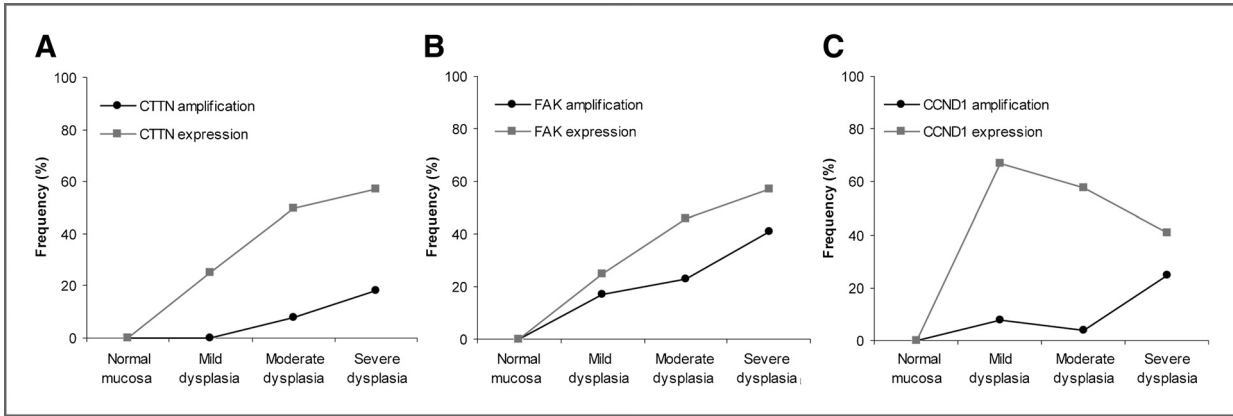 A
Frequency (%)
100
80
60
40
20
0
CTTN amplification
CTTN expression
Normal mucosa
Mild dysplasia
Moderate dysplasia
Severe dysplasia
B
Frequency (%)
100
80
60
40
20
0
FAK amplification
FAK expression
Normal mucosa
Mild dysplasia
Moderate dysplasia
Severe dysplasia
C
Frequency (%)
100
80
60
40
20
0
CCND1 amplification
CCND1 expression
Normal mucosa
Mild dysplasia
Moderate dysplasia
Severe dysplasia